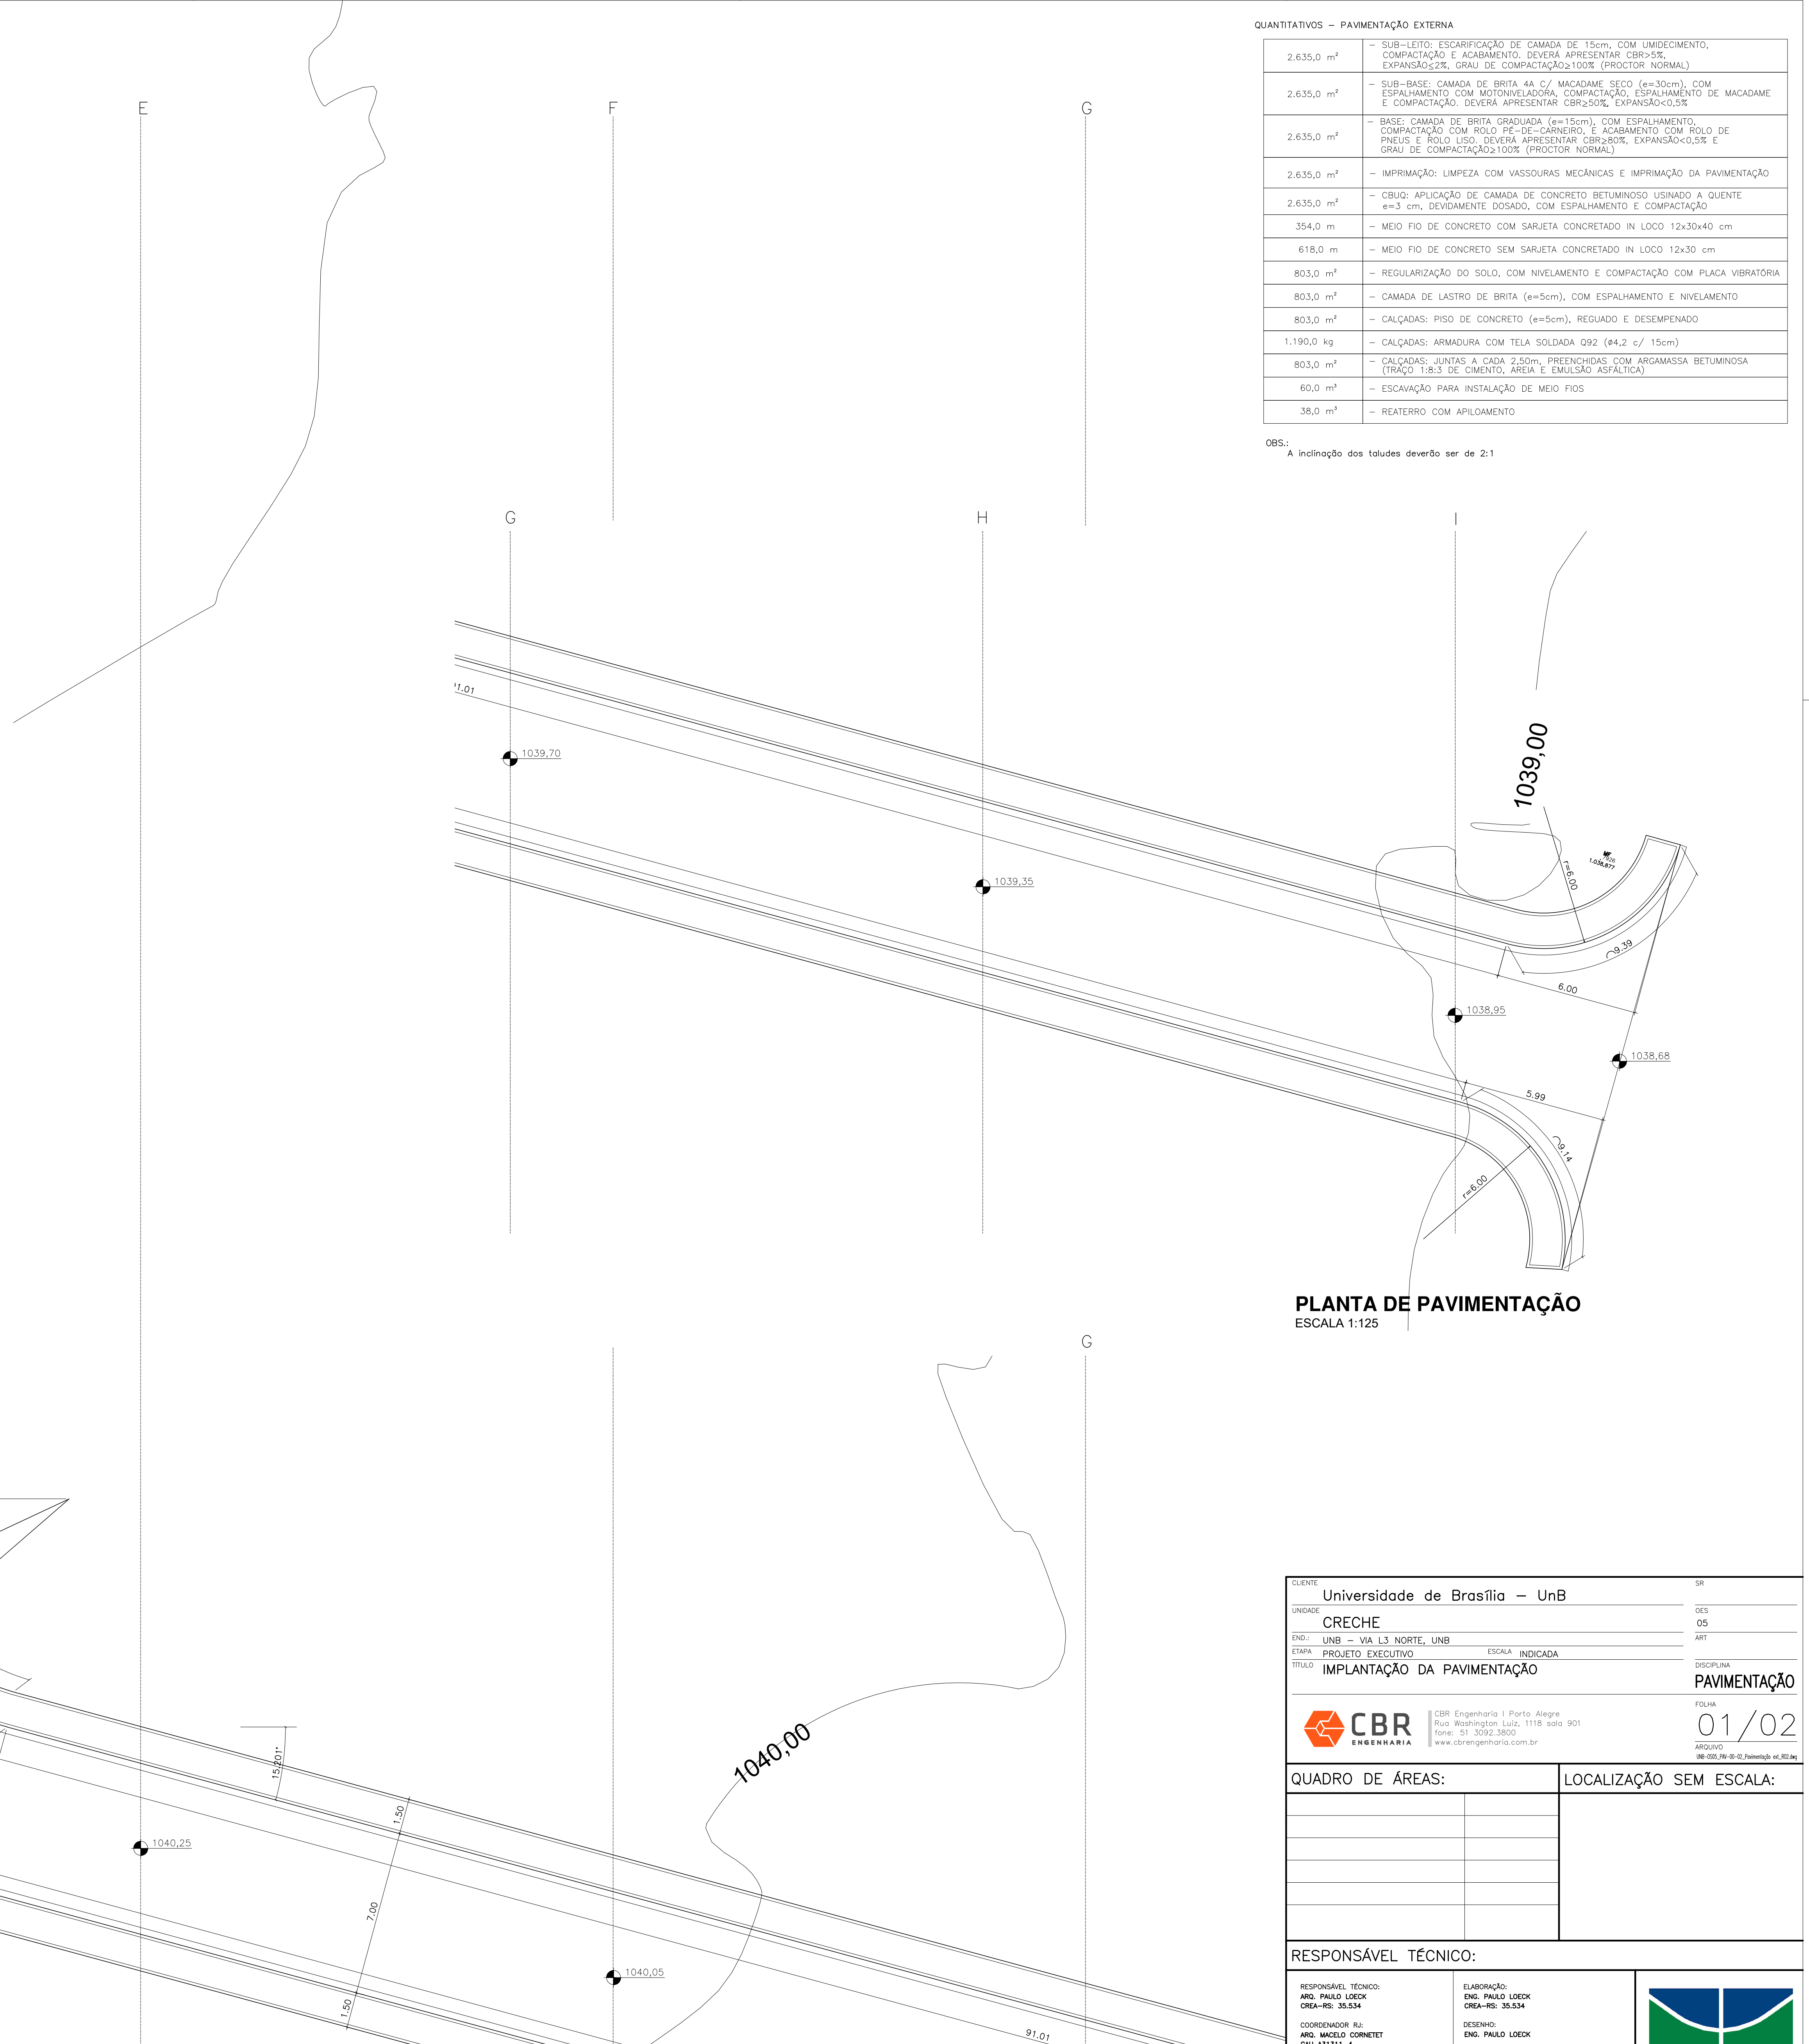 QUANTITATIVOS – PAVIMENTAÇÃO EXTERNA
2.635,0 m²
– SUB–LEITO: ESCARIFICAÇÃO DE CAMADA DE 15cm, COM UMIDECIMENTO,
COMPACTAÇÃO E ACABAMENTO. DEVERÁ APRESENTAR CBR>5%,
EXPANSÃO≤2%, GRAU DE COMPACTAÇÃO≥100% (PROCTOR NORMAL)
2.635,0 m²
– SUB–BASE: CAMADA DE BRITA 4A C/ MACADAME SECO (e=30cm), COM
ESPALHAMENTO COM MOTONIVELADORA, COMPACTAÇÃO, ESPALHAMENTO DE MACADAME
E COMPACTAÇÃO. DEVERÁ APRESENTAR CBR≥50%, EXPANSÃO<0,5%
2.635,0 m²
– BASE: CAMADA DE BRITA GRADUADA (e=15cm), COM ESPALHAMENTO,
COMPACTAÇÃO COM ROLO PÉ–DE–CARNEIRO, E ACABAMENTO COM ROLO DE
PNEUS E ROLO LISO. DEVERÁ APRESENTAR CBR≥80%, EXPANSÃO<0,5% E
GRAU DE COMPACTAÇÃO≥100% (PROCTOR NORMAL)
2.635,0 m²
– IMPRIMAÇÃO: LIMPEZA COM VASSOURAS MECÂNICAS E IMPRIMAÇÃO DA PAVIMENTAÇÃO
2.635,0 m²
– CBUQ: APLICAÇÃO DE CAMADA DE CONCRETO BETUMINOSO USINADO A QUENTE
e=3 cm, DEVIDAMENTE DOSADO, COM ESPALHAMENTO E COMPACTAÇÃO
354,0 m
– MEIO FIO DE CONCRETO COM SARJETA CONCRETADO IN LOCO 12x30x40 cm
618,0 m
– MEIO FIO DE CONCRETO SEM SARJETA CONCRETADO IN LOCO 12x30 cm
803,0 m²
– REGULARIZAÇÃO DO SOLO, COM NIVELAMENTO E COMPACTAÇÃO COM PLACA VIBRATÓRIA
803,0 m²
– CAMADA DE LASTRO DE BRITA (e=5cm), COM ESPALHAMENTO E NIVELAMENTO
803,0 m²
– CALÇADAS: PISO DE CONCRETO (e=5cm), REGUADO E DESEMPENADO
1.190,0 kg
– CALÇADAS: ARMADURA COM TELA SOLDADA Q92 (ø4,2 c/ 15cm)
803,0 m²
– CALÇADAS: JUNTAS A CADA 2,50m, PREENCHIDAS COM ARGAMASSA BETUMINOSA
(TRAÇO 1:8:3 DE CIMENTO, AREIA E EMULSÃO ASFÁLTICA)
60,0 m³
– ESCAVAÇÃO PARA INSTALAÇÃO DE MEIO FIOS
38,0 m³
– REATERRO COM APILOAMENTO
OBS.:
A inclinação dos taludes deverão ser de 2:1
E
F
G
G
H
I
91.01
1039,70
1039,35
1039,00
r=6.00
MF
7926
1.038,877
9.39
6.00
1038,95
1038,68
5.99
9.14
r=6.00
PLANTA DE PAVIMENTAÇÃO
ESCALA 1:125
G
1040,00
15,201°
1.50
1040,25
7.00
1040,05
1.50
91.01
CLIENTE
Universidade de Brasília – UnB
SR
UNIDADE
CRECHE
OES
05
END.: UNB – VIA L3 NORTE, UNB
ART
ETAPA PROJETO EXECUTIVO ESCALA INDICADA
TÍTULO IMPLANTAÇÃO DA PAVIMENTAÇÃO
DISCIPLINA
PAVIMENTAÇÃO
CBR
ENGENHARIA
CBR Engenharia | Porto Alegre
Rua Washington Luiz, 1118 sala 901
fone: 51 3092.3800
www.cbrengenharia.com.br
FOLHA
01/02
ARQUIVO
UNB-OS05_PAV-00-02_Pavimentação ext_R02.dwg
QUADRO DE ÁREAS:
LOCALIZAÇÃO SEM ESCALA:
RESPONSÁVEL TÉCNICO:
RESPONSÁVEL TÉCNICO:
ARQ. PAULO LOECK
CREA–RS: 35.534
ELABORAÇÃO:
ENG. PAULO LOECK
CREA–RS: 35.534
COORDENADOR RJ:
ARQ. MACELO CORNETET
DESENHO:
ENG. PAULO LOECK